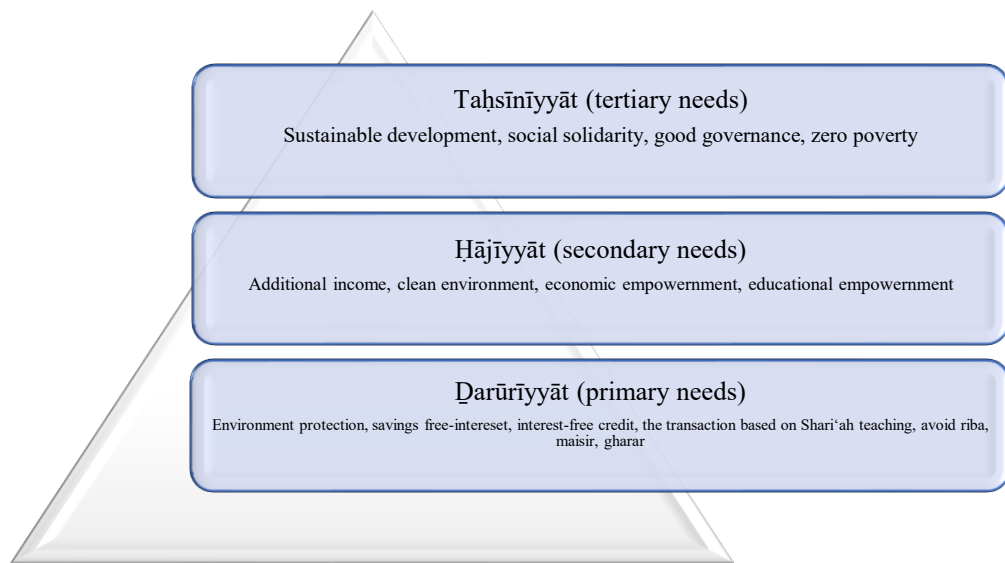 Taḥsīnīyyāt (tertiary needs)
Sustainable development, social solidarity, good governance, zero poverty
Ḥājīyyāt (secondary needs)
Additional income, clean environment, economic empowernment, educational empowernment
Ḏarūrīyyāt (primary needs)
Environment protection, savings free-intereset, interest-free credit, the transaction based on Shari‘ah teaching, avoid riba,
maisir, gharar